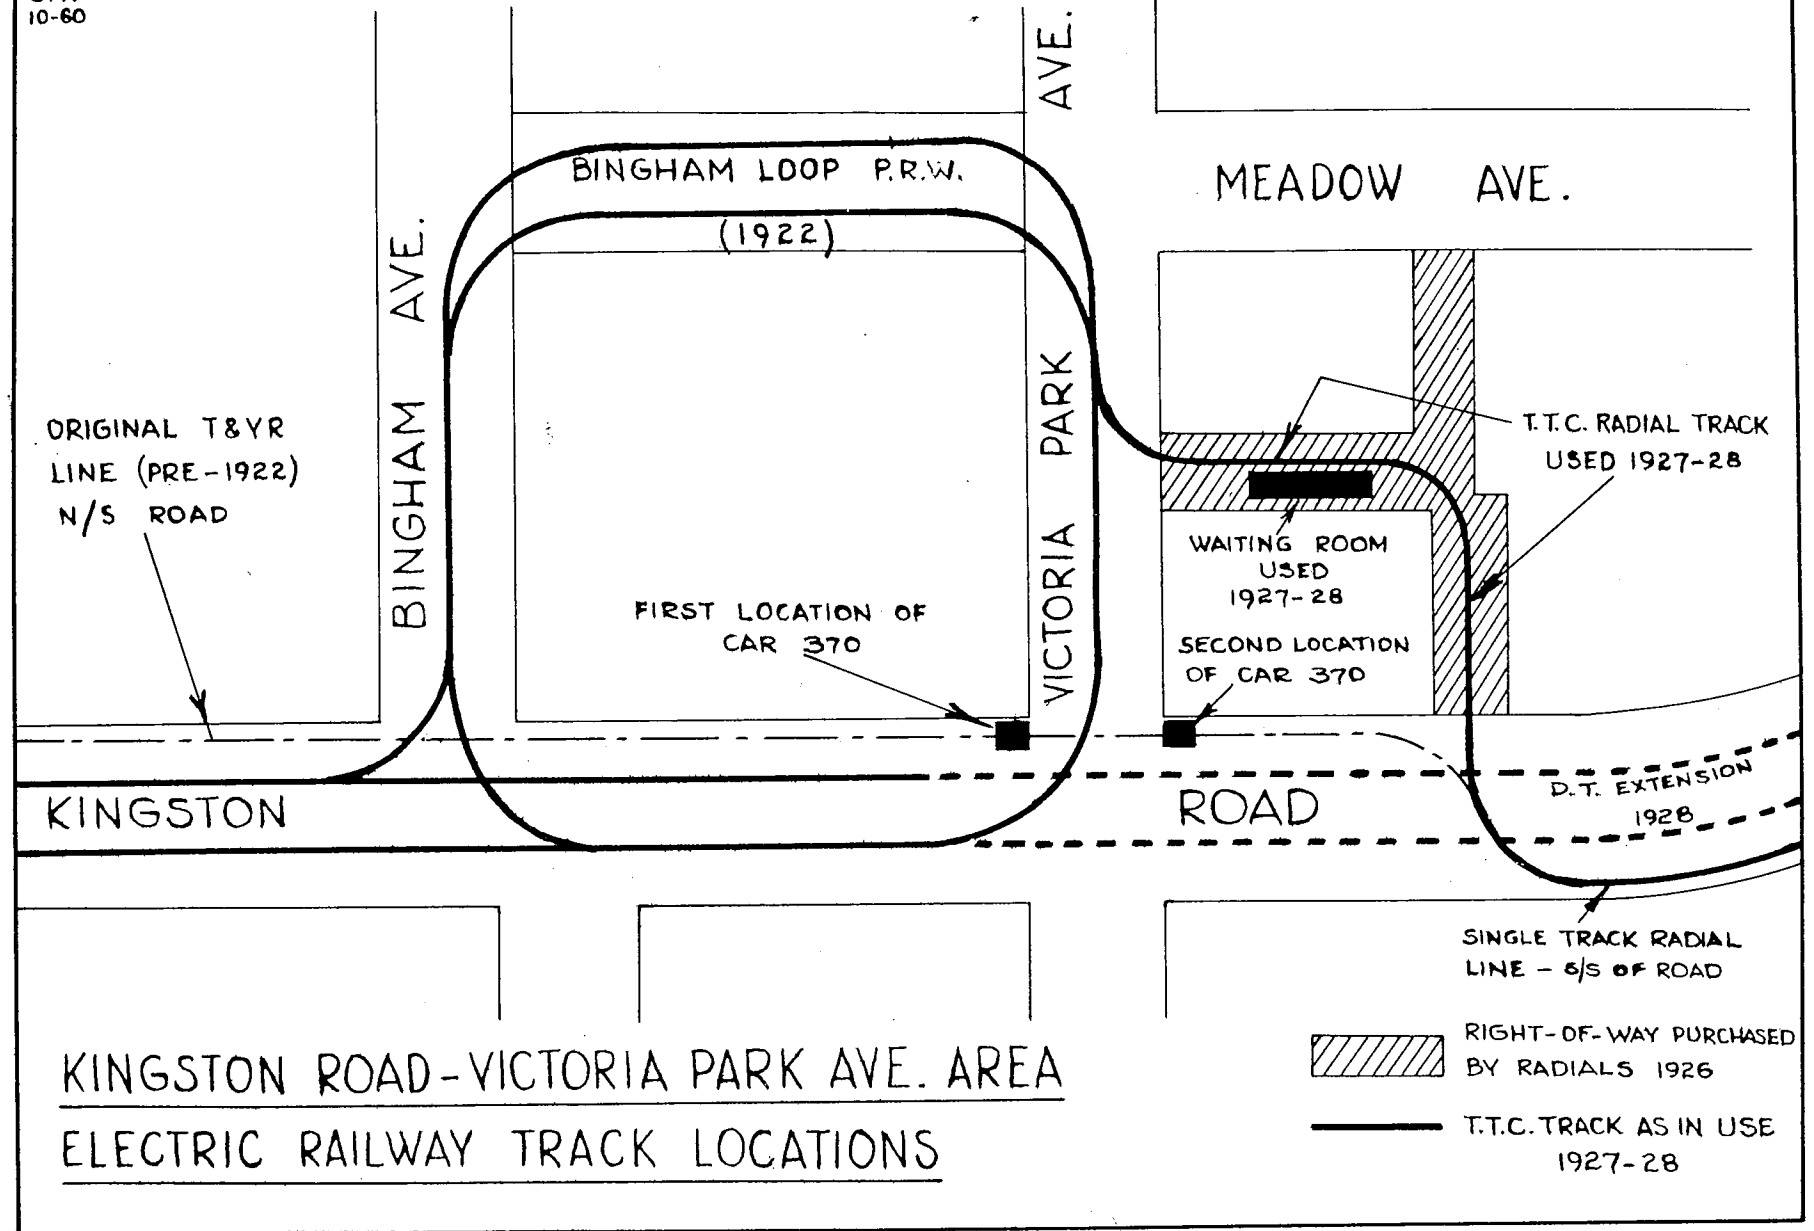 10-60
AVE.
BINGHAM LOOP P.R.W.
(1922)
MEADOW AVE.
BINGHAM AVE.
VICTORIA PARK
ORIGINAL T&YR
LINE (PRE-1922)
N/S ROAD
T.T.C. RADIAL TRACK
USED 1927-28
WAITING ROOM
USED
1927-28
FIRST LOCATION OF
CAR 370
SECOND LOCATION
OF CAR 370
KINGSTON ROAD
D.T. EXTENSION
1928
SINGLE TRACK RADIAL
LINE - S/S OF ROAD
RIGHT-OF-WAY PURCHASED
BY RADIALS 1926
T.T.C. TRACK AS IN USE
1927-28
KINGSTON ROAD-VICTORIA PARK AVE. AREA
ELECTRIC RAILWAY TRACK LOCATIONS